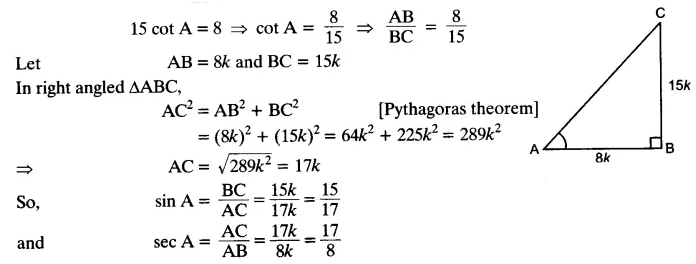 15 cot A = 8 ⇒ cot A = 8/15 ⇒ AB/BC = 8/15
Let AB = 8k and BC = 15k
In right angled ΔABC,
AC² = AB² + BC² [Pythagoras theorem]
= (8k)² + (15k)² = 64k² + 225k² = 289k²
⇒ AC = √289k² = 17k
So, sin A = BC/AC = 15k/17k = 15/17
and sec A = AC/AB = 17k/8k = 17/8
C
15k
A
B
8k